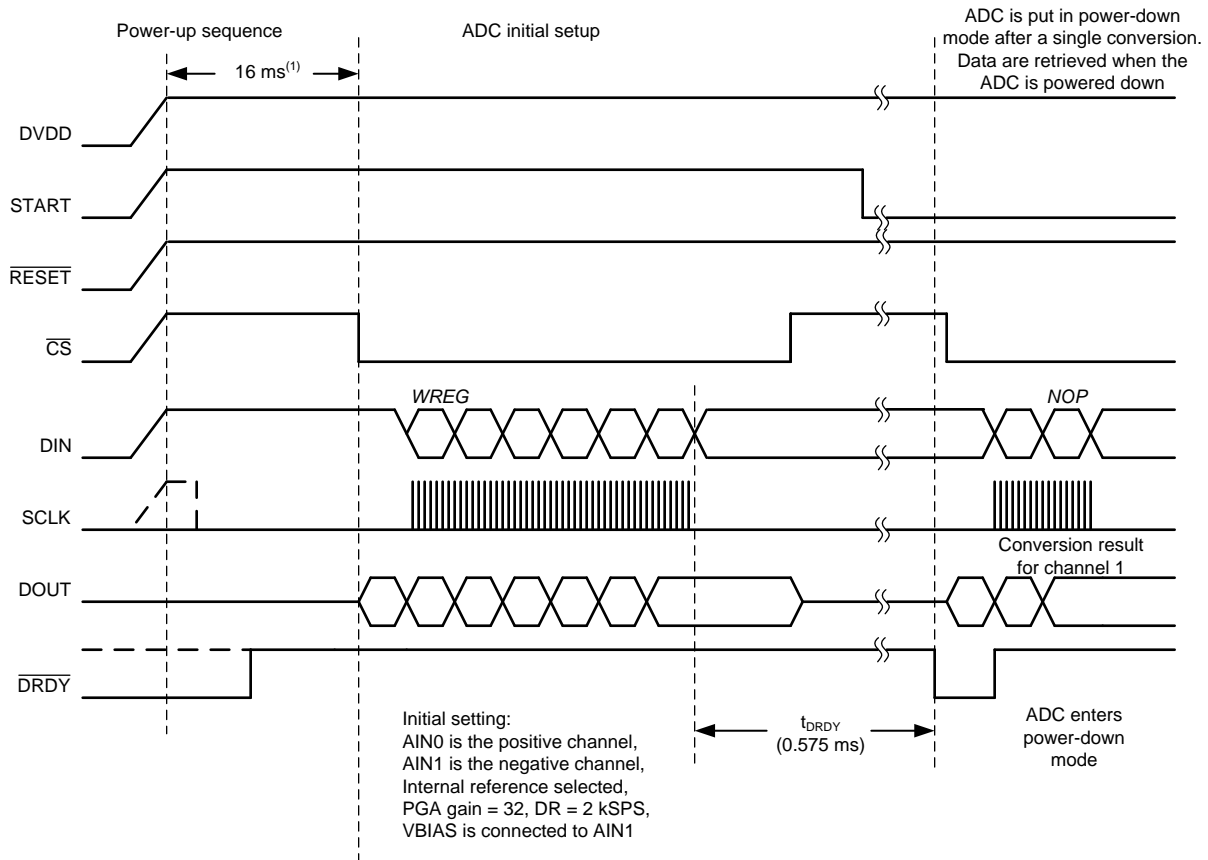 Power-up sequence
ADC initial setup
ADC is put in power-down
mode after a single conversion.
Data are retrieved when the
ADC is powered down
16 ms(1)
DVDD
START
RESET
CS
WREG
NOP
DIN
SCLK
Conversion result
for channel 1
DOUT
DRDY
Initial setting:
AIN0 is the positive channel,
AIN1 is the negative channel,
Internal reference selected,
PGA gain = 32, DR = 2 kSPS,
VBIAS is connected to AIN1
tDRDY
(0.575 ms)
ADC enters
power-down
mode